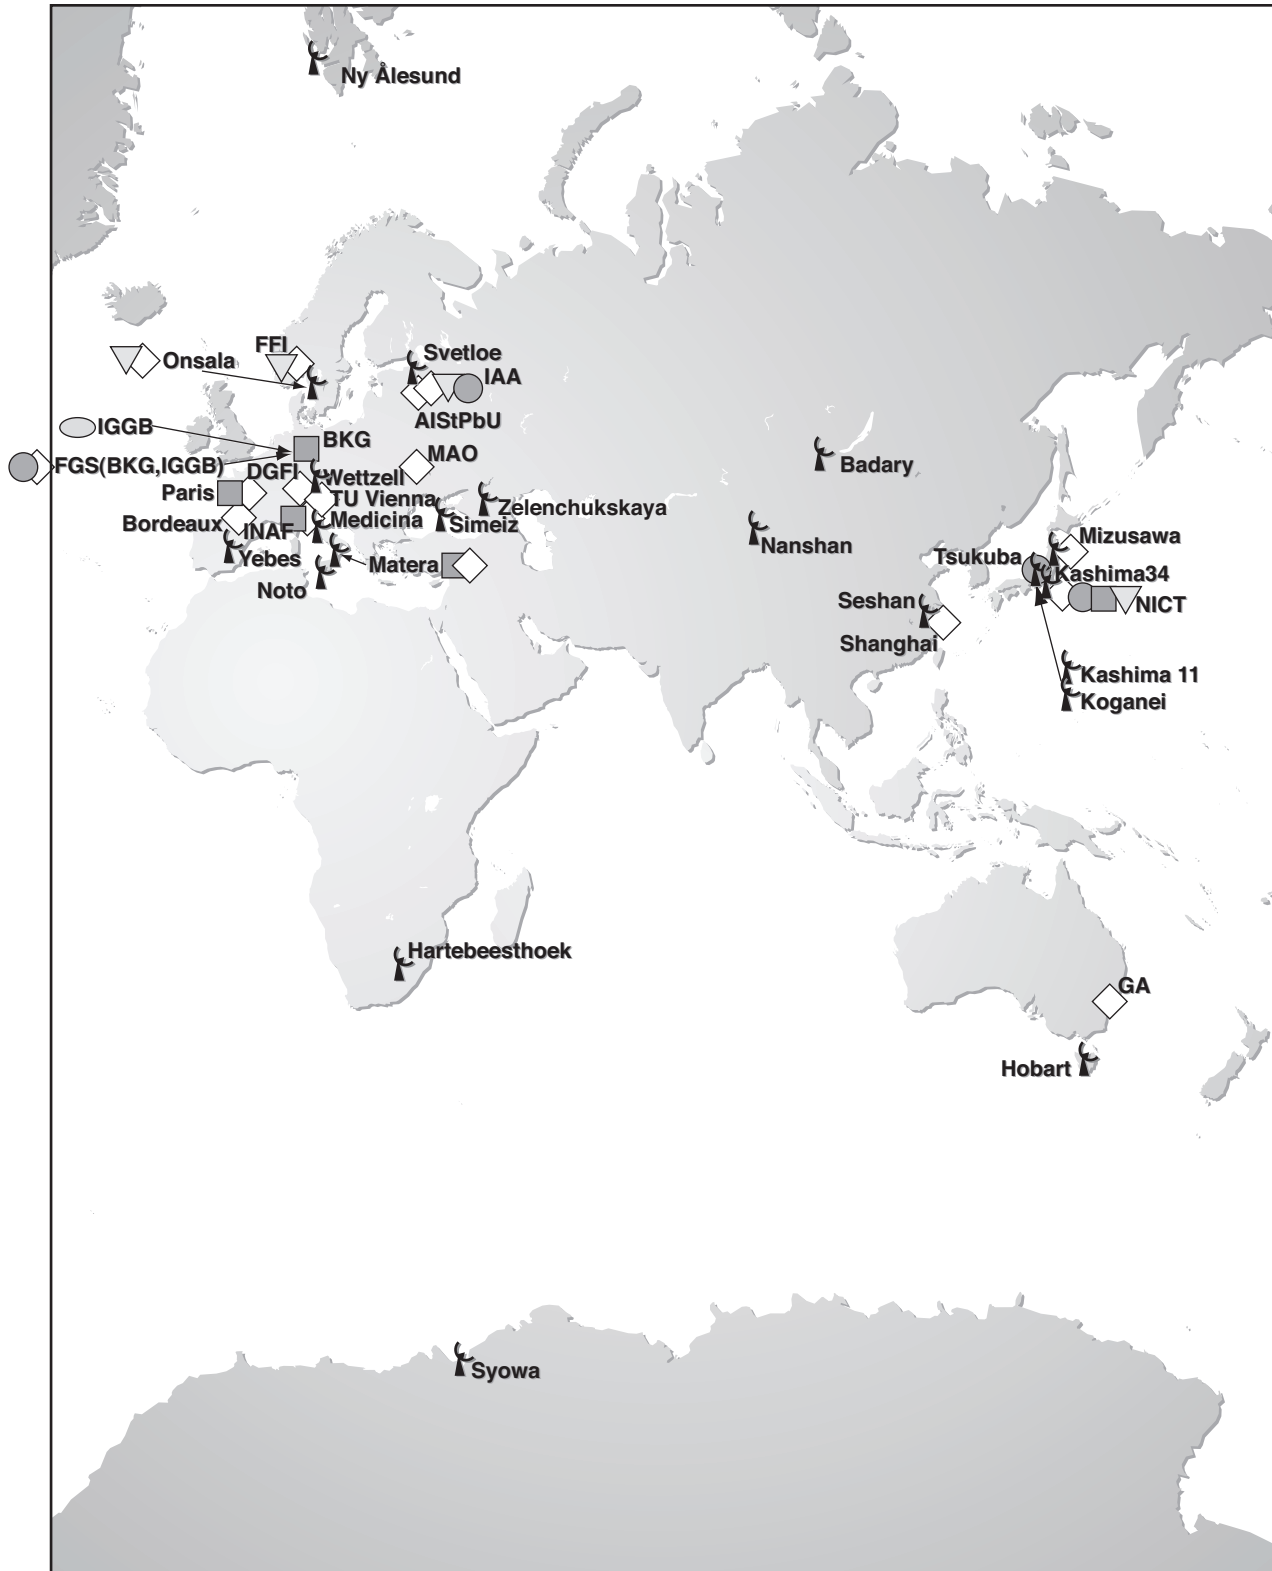 Ny Ålesund
FFI
Svetloe
Onsala
IAA
AlStPbU
IGGB
BKG
MAO
FGS(BKG,IGGB)
DGFI
Wettzell
Badary
Paris
TU Vienna
Zelenchukskaya
Bordeaux
INAF
Medicina
Simeiz
Mizusawa
Nanshan
Yebes
Tsukuba
Matera
Kashima34
Noto
Seshan
NICT
Shanghai
Kashima 11
Koganei
Hartebeesthoek
GA
Hobart
Syowa